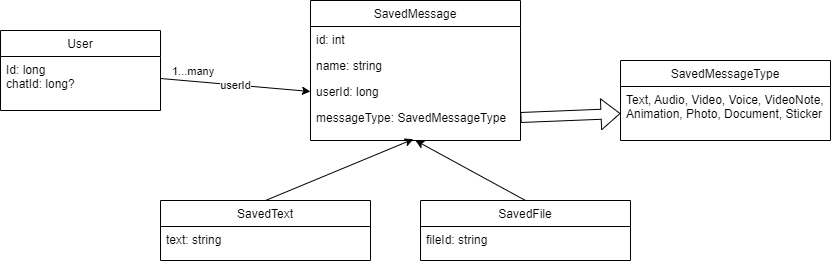 User
Id: long
chatId: long?
1...many
userId
SavedMessage
id: int
name: string
userId: long
messageType: SavedMessageType
SavedMessageType
Text, Audio, Video, Voice, VideoNote,
Animation, Photo, Document, Sticker
SavedText
text: string
SavedFile
fileId: string